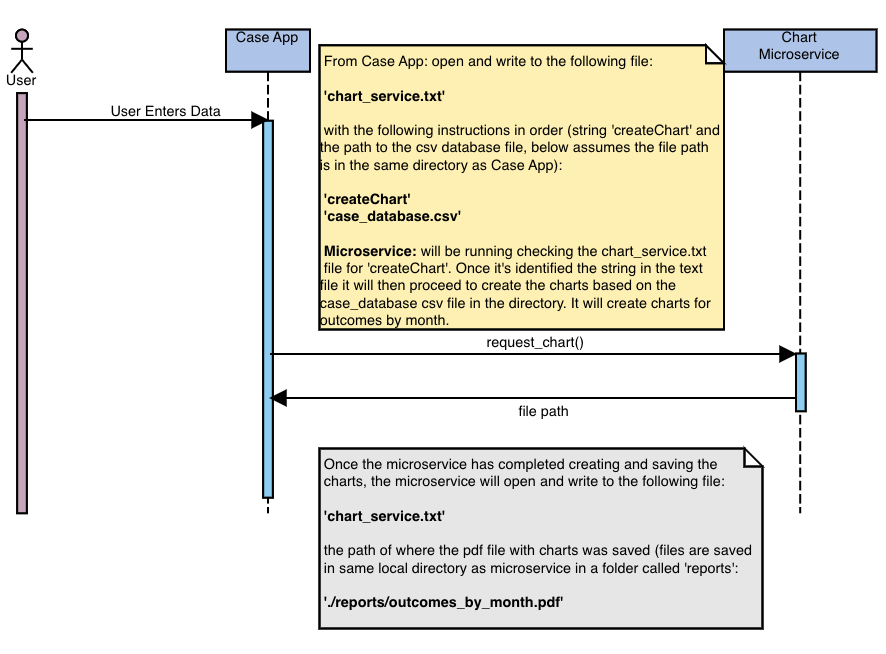 Case App
Chart
Microservice
User
User Enters Data
From Case App: open and write to the following file:
'chart_service.txt'
with the following instructions in order (string 'createChart' and
the path to the csv database file, below assumes the file path
is in the same directory as Case App):
'createChart'
'case_database.csv'
Microservice: will be running checking the chart_service.txt
file for 'createChart'. Once it's identified the string in the text
file it will then proceed to create the charts based on the
case_database csv file in the directory. It will create charts for
outcomes by month.
request_chart()
file path
Once the microservice has completed creating and saving the
charts, the microservice will open and write to the following file:
'chart_service.txt'
the path of where the pdf file with charts was saved (files are saved
in same local directory as microservice in a folder called 'reports':
'./reports/outcomes_by_month.pdf'